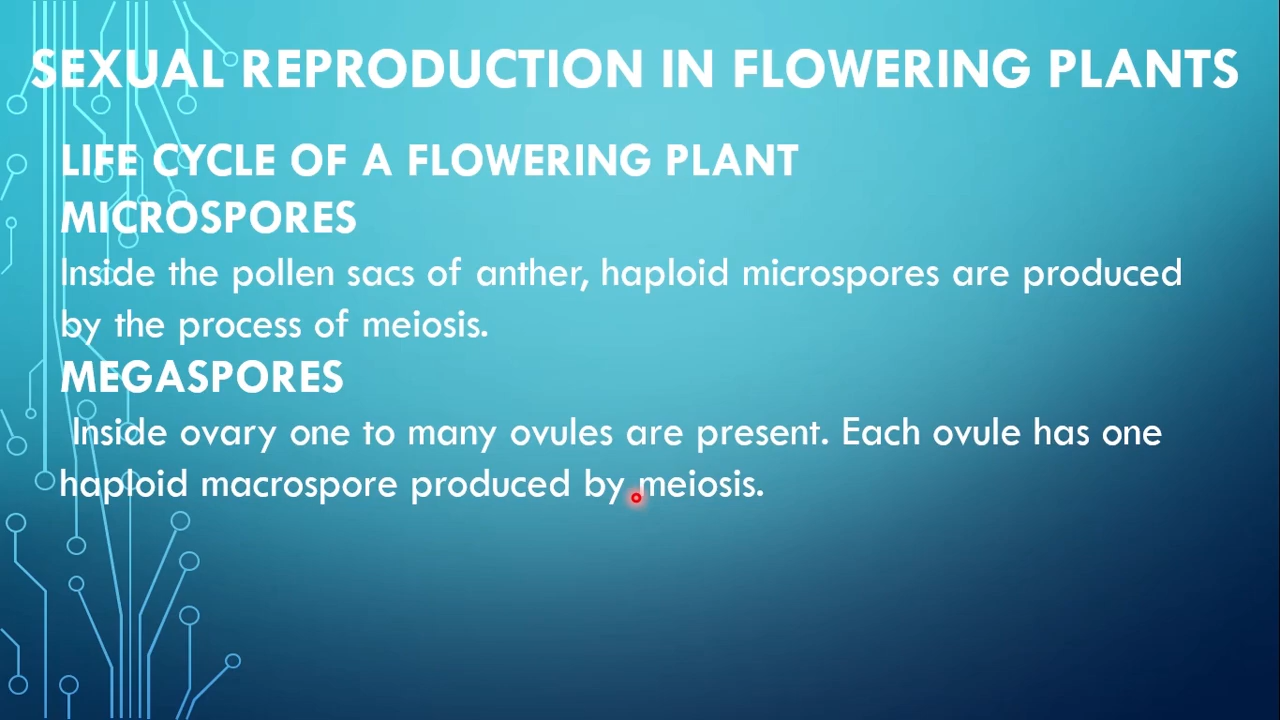 SEXUAL REPRODUCTION IN FLOWERING PLANTS
LIFE CYCLE OF A FLOWERING PLANT
MICROSPORES
Inside the pollen sacs of anther, haploid microspores are produced
by the process of meiosis.
MEGASPORES
Inside ovary one to many ovules are present. Each ovule has one
haploid macrospore produced by meiosis.